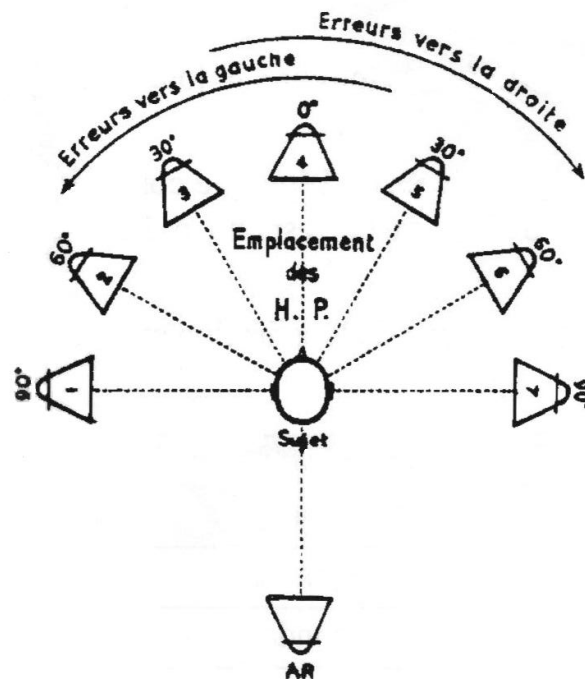 Erreurs vers la gauche
Erreurs vers la droite
0°
4
30°
3
30°
5
60°
2
60°
6
Emplacement
des
H. P.
90°
1
7
90°
Sujet
AR